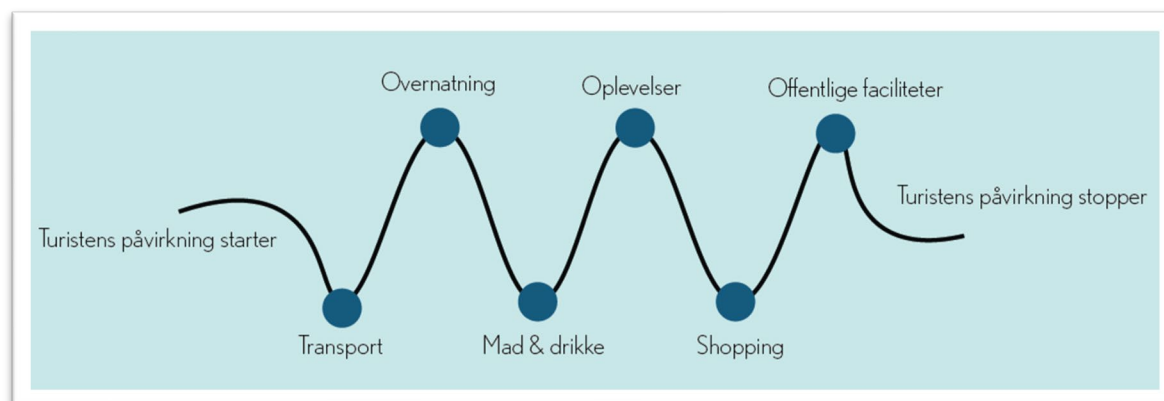 Overnatning
Oplevelser
Offentlige faciliteter
Turistens påvirkning starter
Turistens påvirkning stopper
Transport
Mad & drikke
Shopping